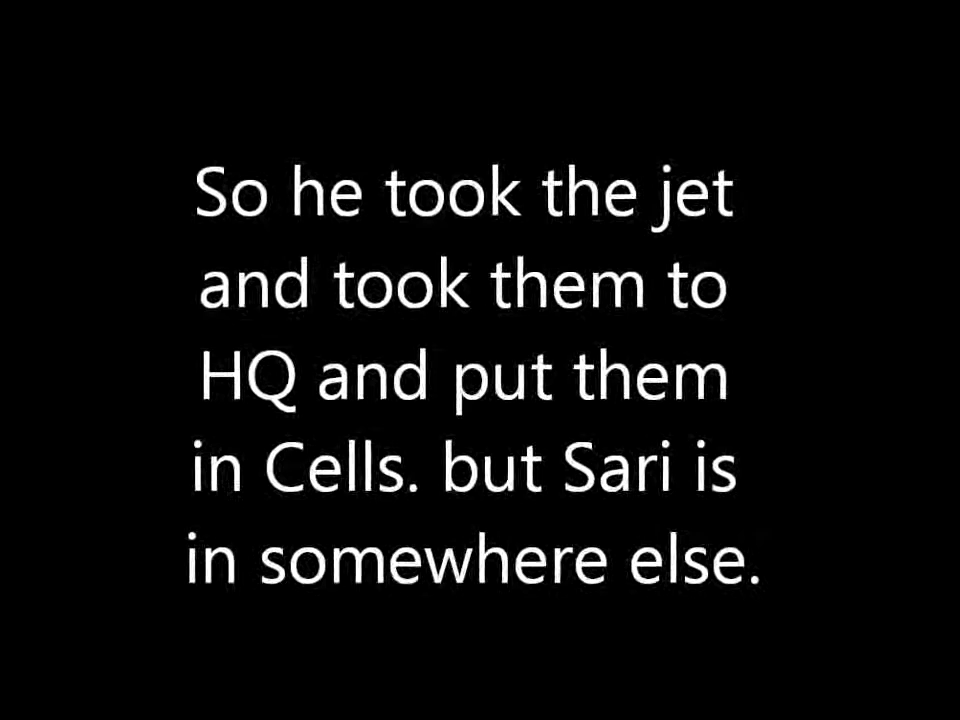 So he took the jet
and took them to
HQ and put them
in Cells. but Sari is
in somewhere else.